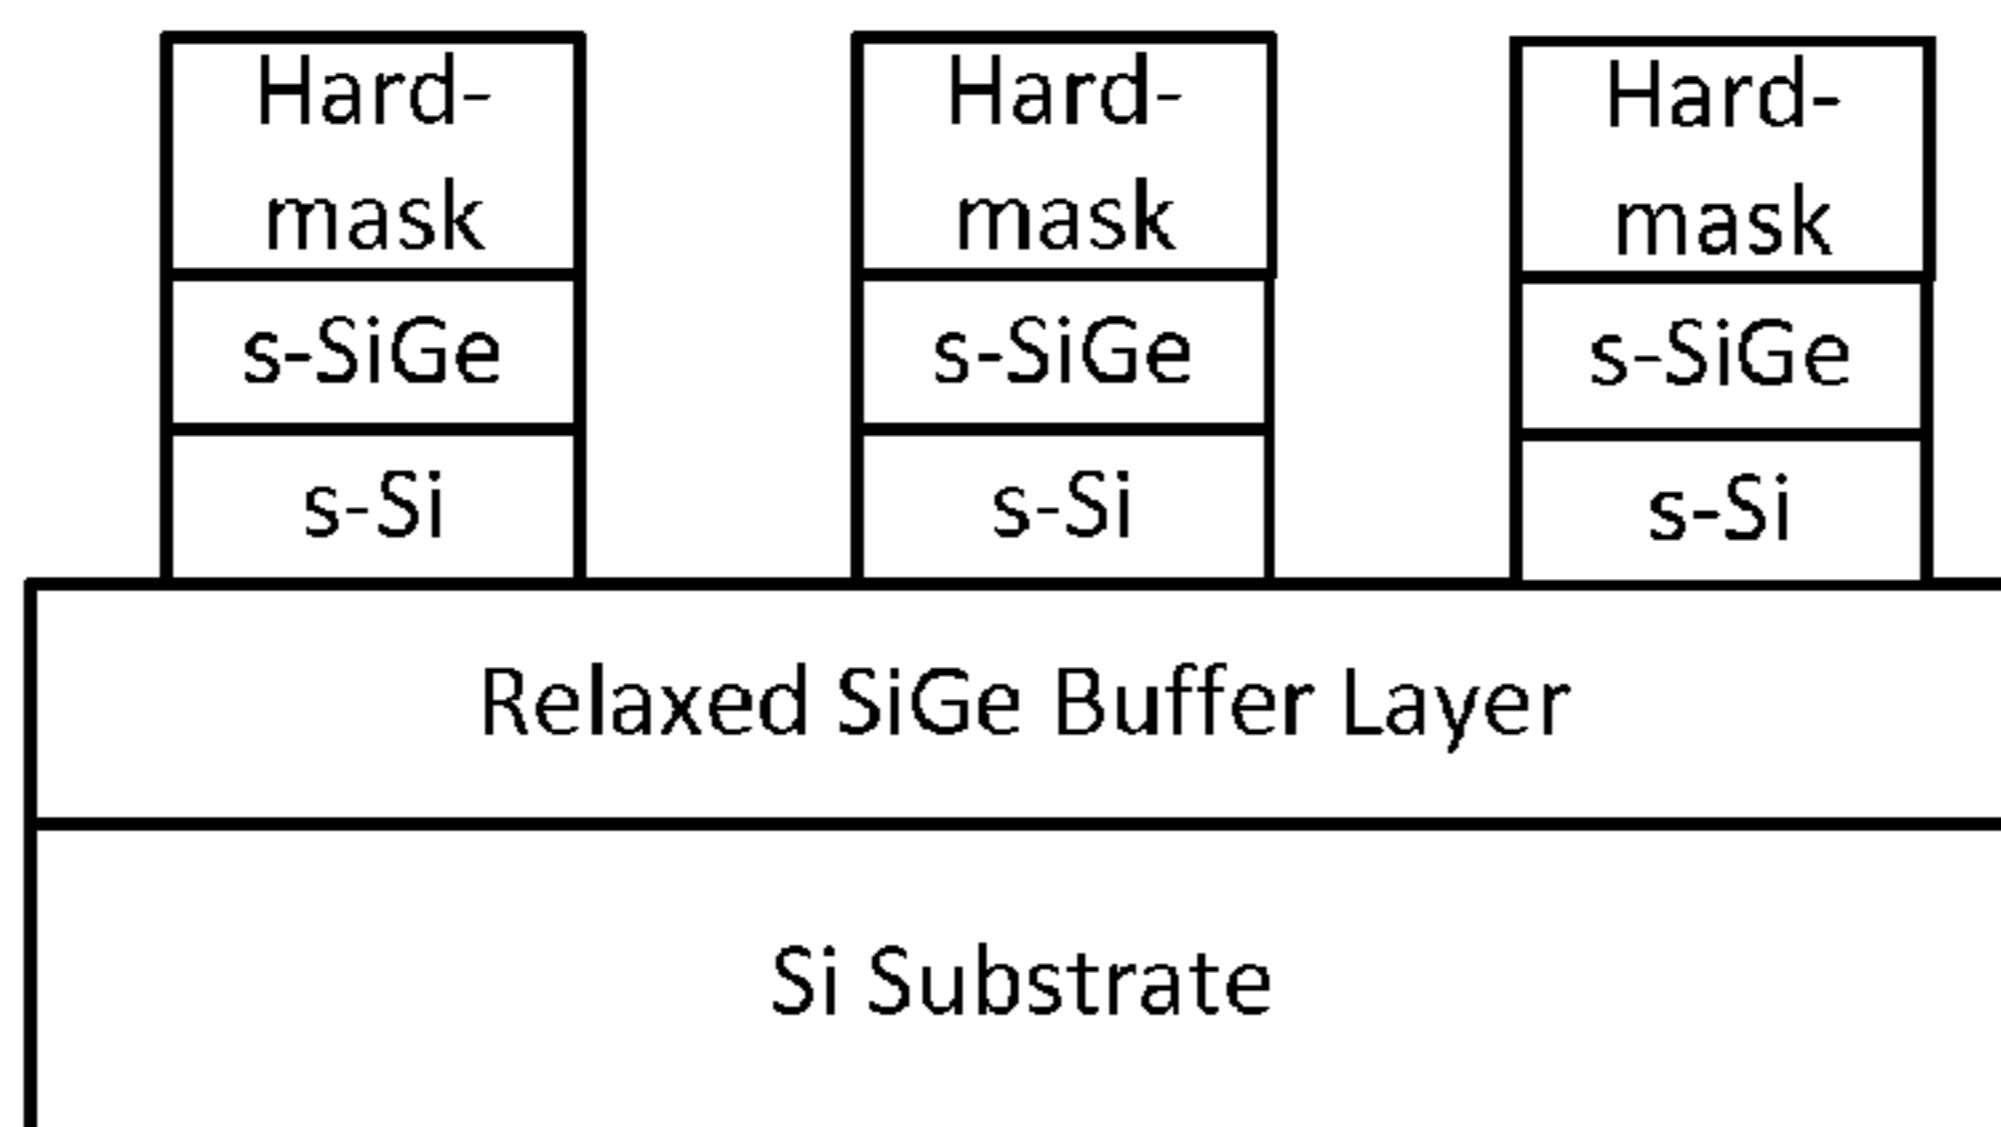 Hard-
mask
Hard-
mask
Hard-
mask
s-SiGe
s-SiGe
s-SiGe
s-Si
s-Si
s-Si
Relaxed SiGe Buffer Layer
Si Substrate